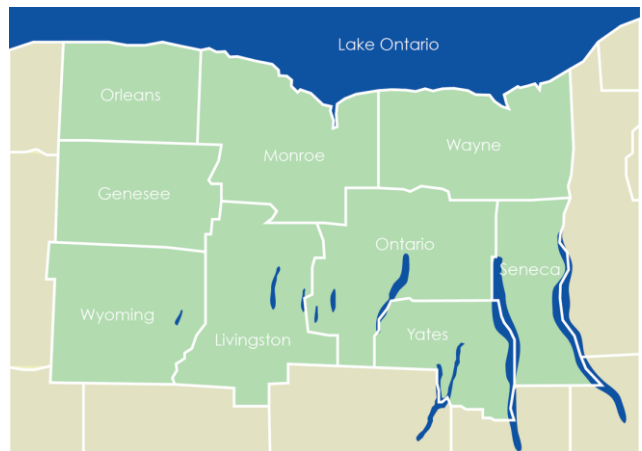 Lake Ontario
Orleans
Monroe
Wayne
Genesee
Ontario
Seneca
Wyoming
Livingston
Yates